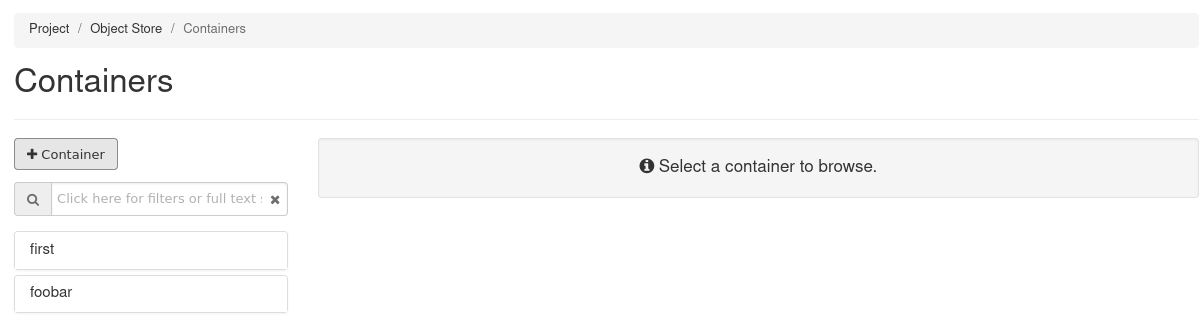 Project / Object Store / Containers
Containers
+ Container
Select a container to browse.
Click here for filters or full text
first
foobar